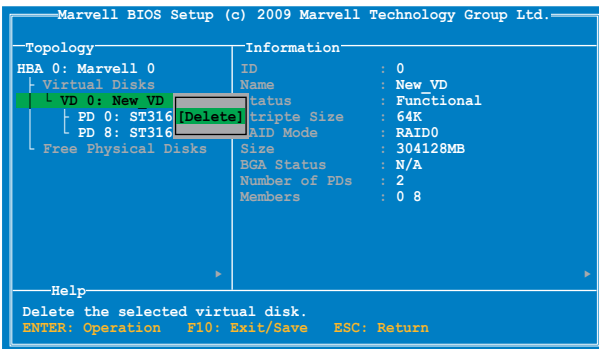 Marvell BIOS Setup (c) 2009 Marvell Technology Group Ltd.
Topology
HBA 0: Marvell 0
Virtual Disks
VD 0: New_VD
PD 0: ST316
PD 8: ST316
Free Physical Disks
[Delete]
Information
ID : 0
Name : New_VD
tatus : Functional
tripte Size : 64K
AID Mode : RAID0
Size : 304128MB
BGA Status : N/A
Number of PDs : 2
Members : 0 8
Help
Delete the selected virtual disk.
ENTER: Operation F10: Exit/Save ESC: Return